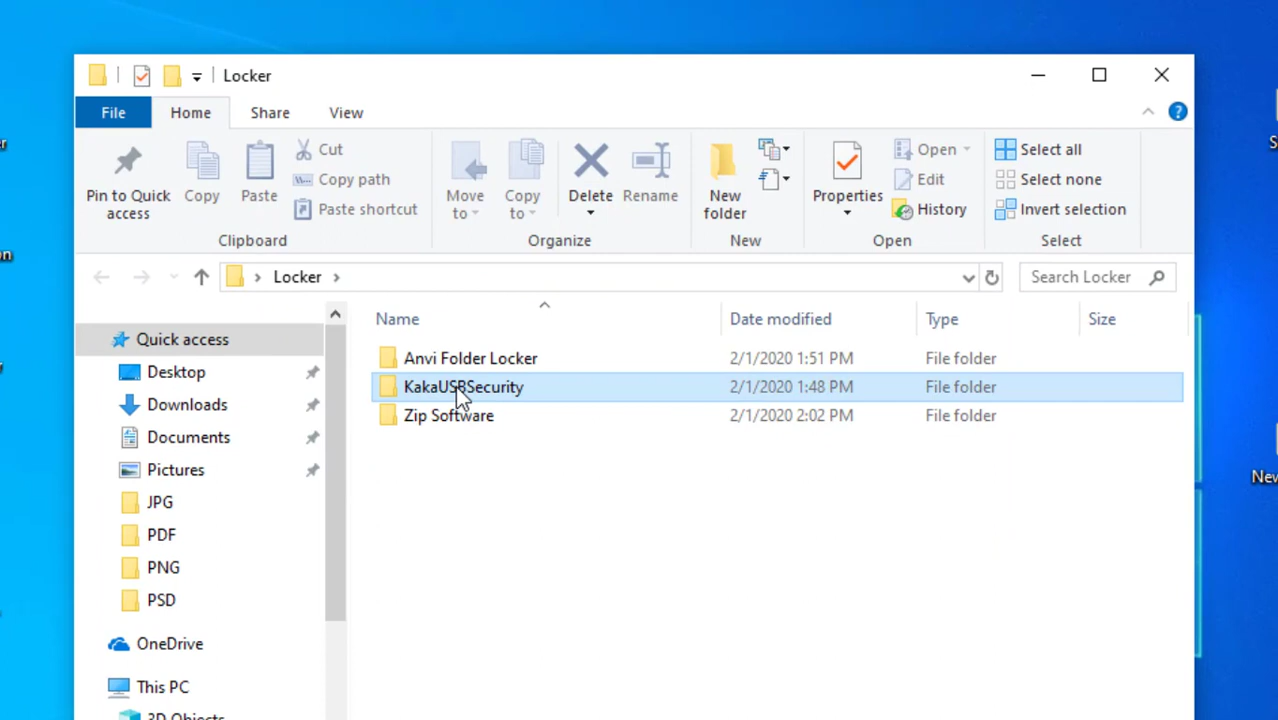 Locker
File Home Share View
Pin to Quick access
Copy
Paste
Cut
Copy path
Paste shortcut
Clipboard
Move to
Copy to
Delete
Rename
Organize
New folder
New
Properties
Open
Edit
History
Open
Select all
Select none
Invert selection
Select
Locker
Search Locker
Name Date modified Type Size
Anvi Folder Locker 2/1/2020 1:51 PM File folder
KakaUSBSecurity 2/1/2020 1:48 PM File folder
Zip Software 2/1/2020 2:02 PM File folder
Quick access
Desktop
Downloads
Documents
Pictures
JPG
PDF
PNG
PSD
OneDrive
This PC
3D Objects
New